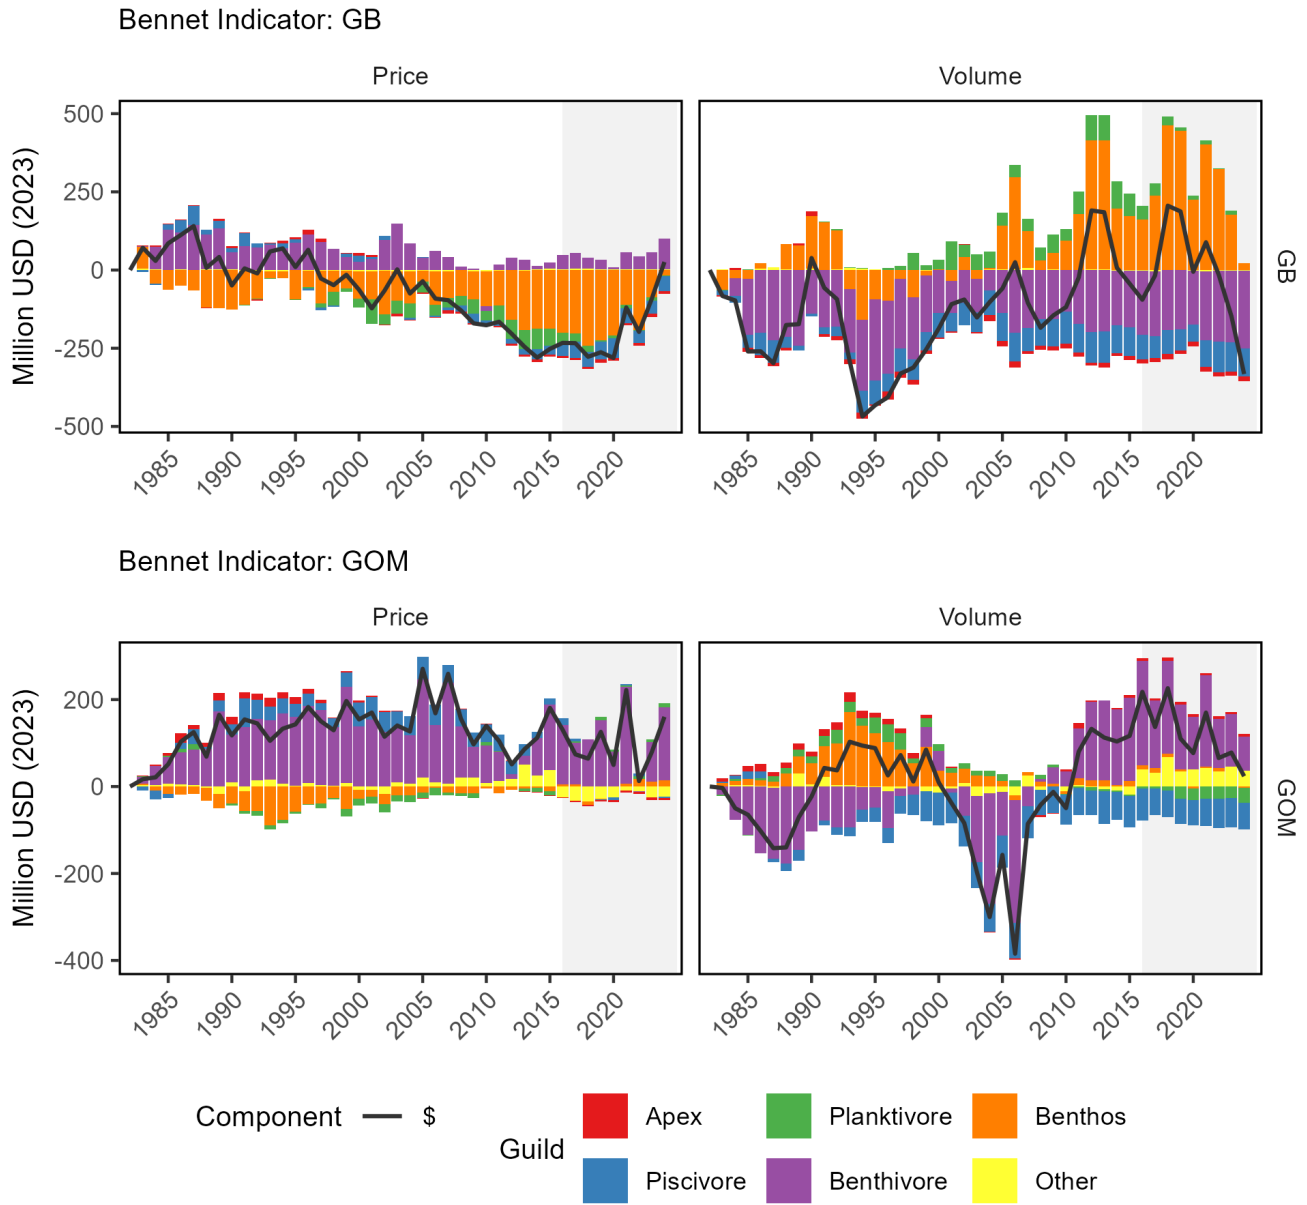 Bennet Indicator: GB
Price
Volume
Million USD (2023)
500
250
0
-250
-500
GB
1985
1990
1995
2000
2005
2010
2015
2020
1985
1990
1995
2000
2005
2010
2015
2020
Bennet Indicator: GOM
Price
Volume
Million USD (2023)
200
0
-200
-400
GOM
1985
1990
1995
2000
2005
2010
2015
2020
1985
1990
1995
2000
2005
2010
2015
2020
Component
$
Guild
Apex
Planktivore
Benthos
Piscivore
Benthivore
Other